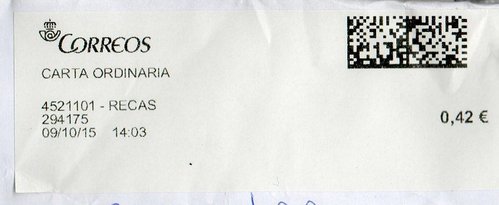 CORREOS
CARTA ORDINARIA
4521101 - RECAS
294175
09/10/15 14:03
0,42 €